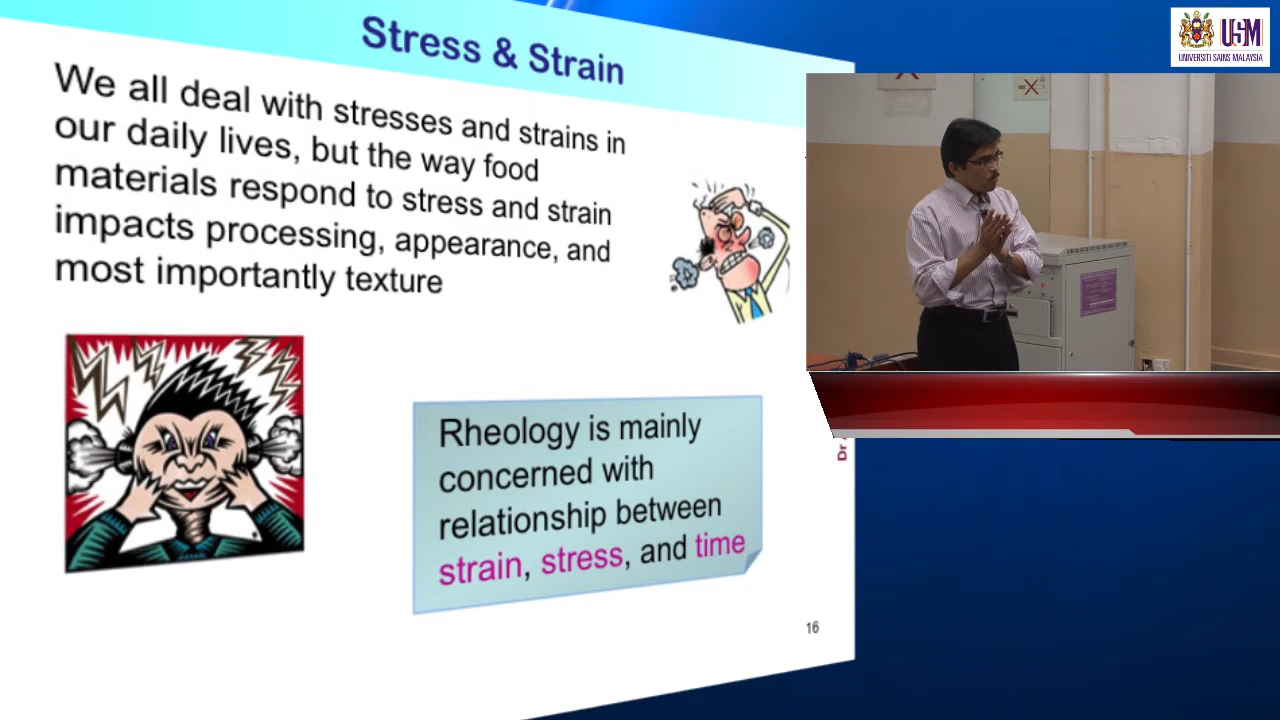 Stress & Strain
We all deal with stresses and strains in
our daily lives, but the way food
materials respond to stress and strain
impacts processing, appearance, and
most importantly texture
Rheology is mainly
concerned with
relationship between
strain, stress, and time
16
Dr
USM
UNIVERSITI SAINS MALAYSIA